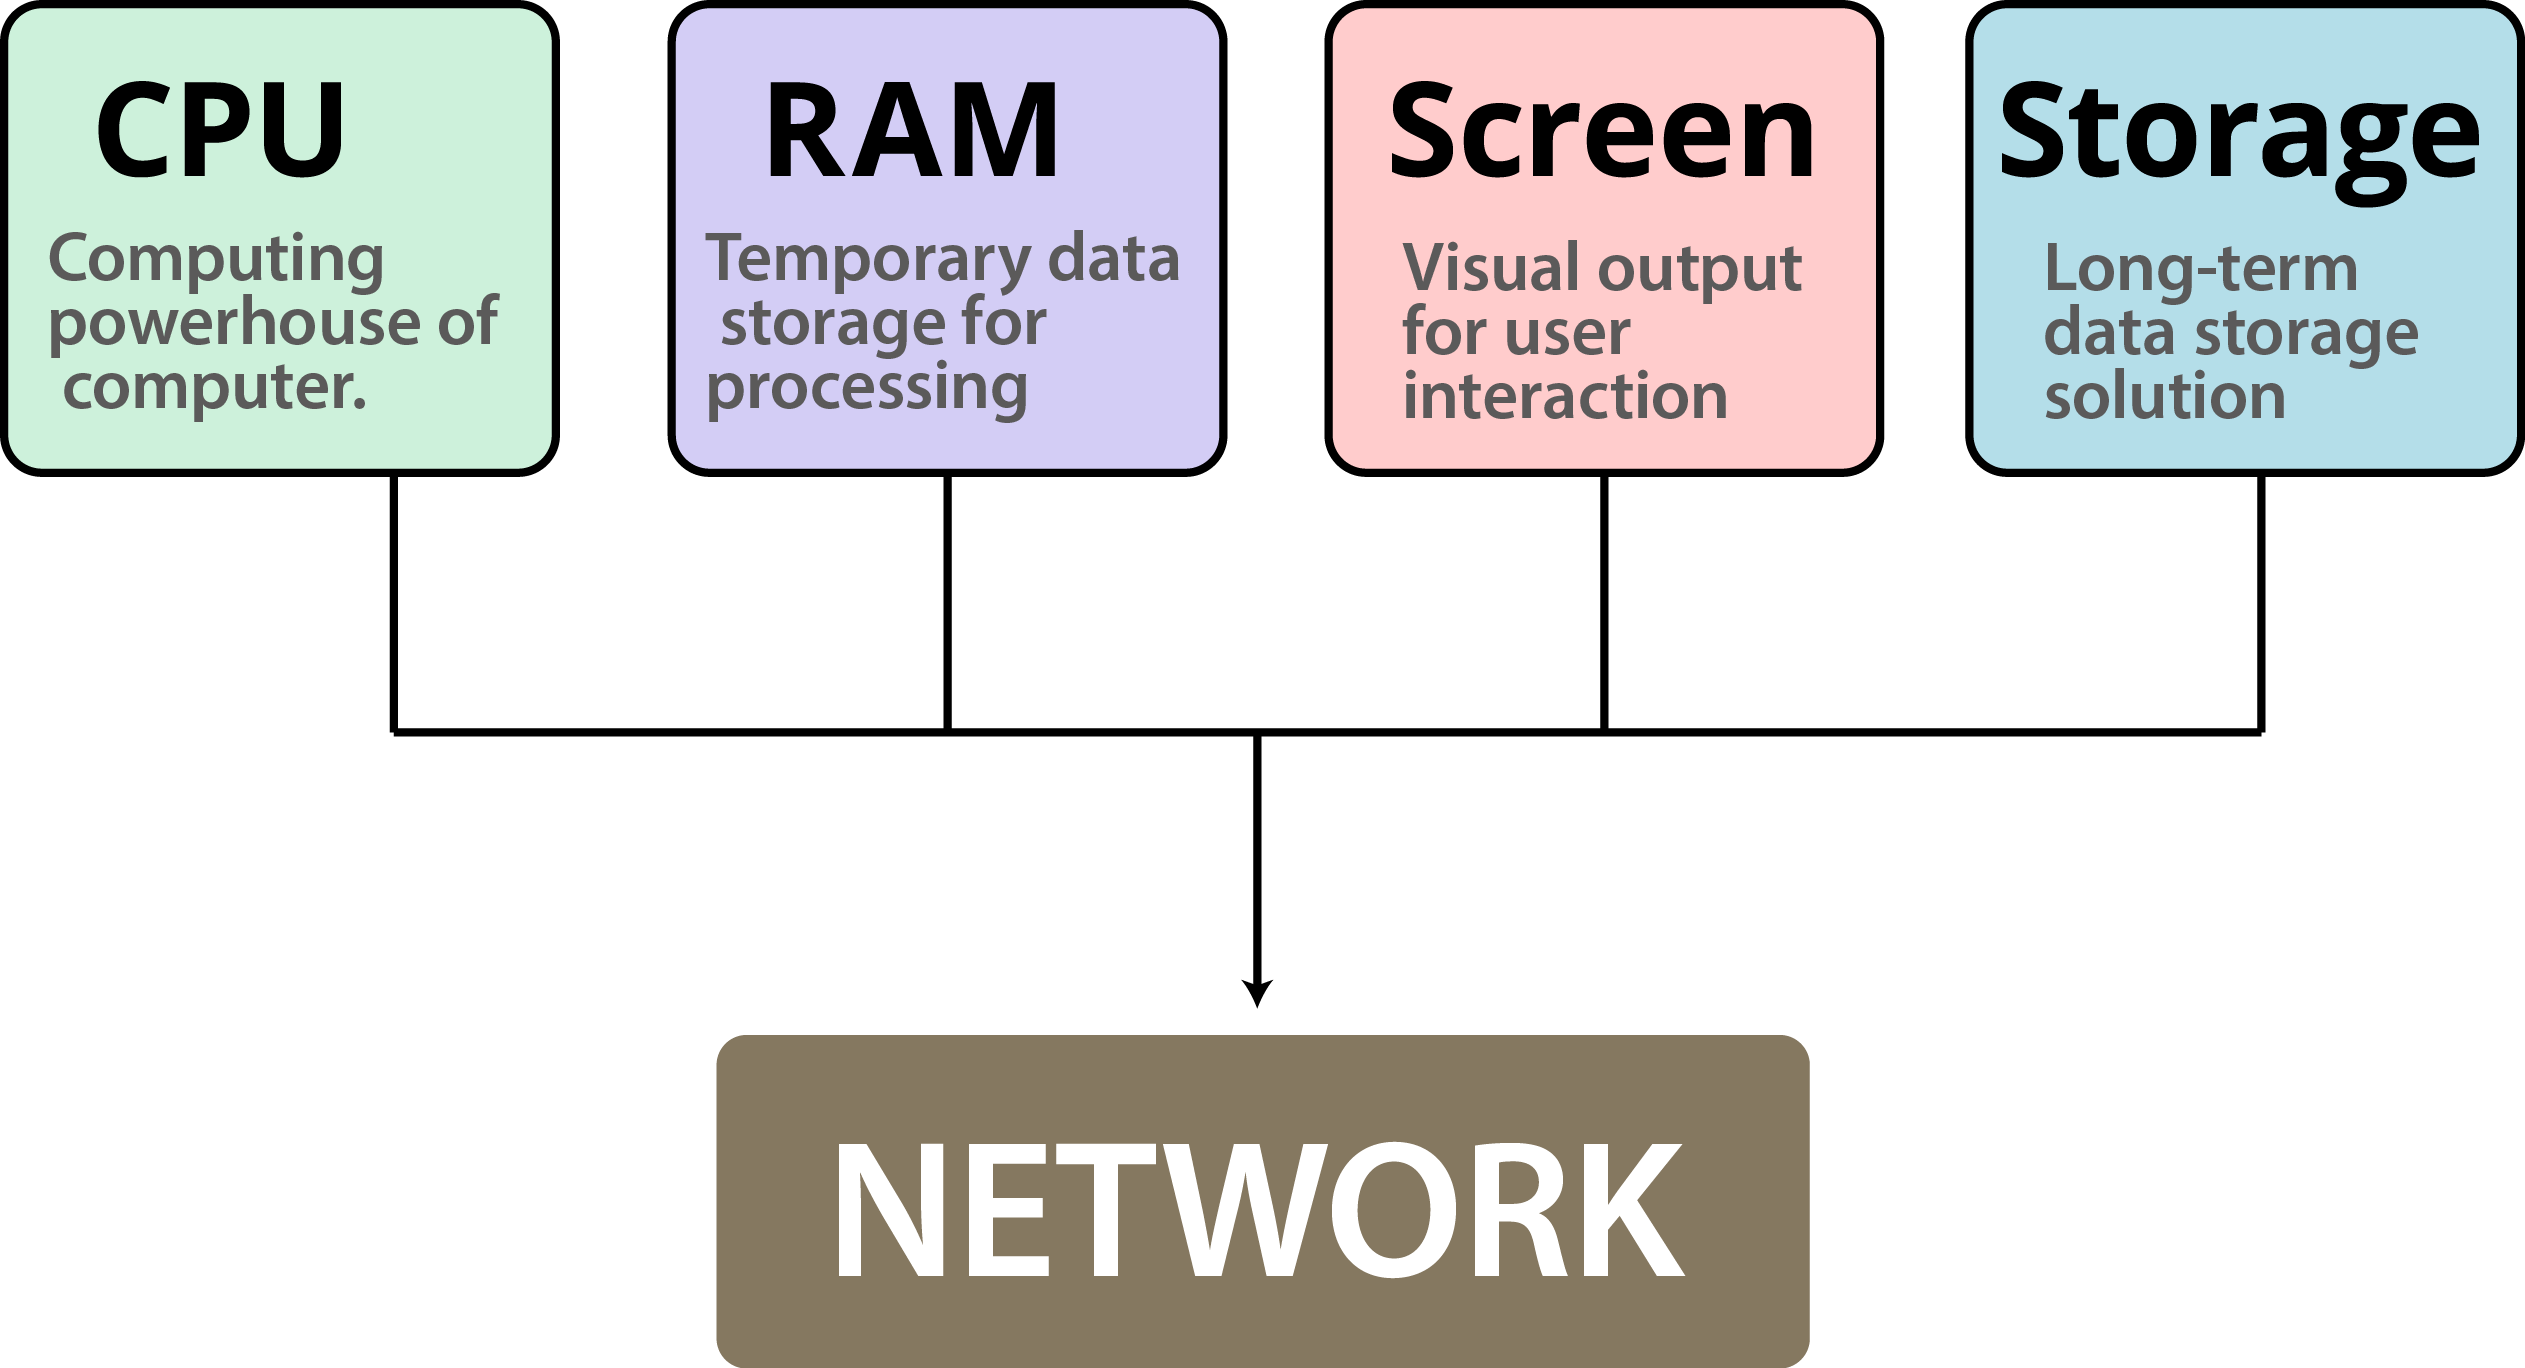 CPU
Computing
powerhouse of
computer.
RAM
Temporary data
storage for
processing
Screen
Visual output
for user
interaction
Storage
Long-term
data storage
solution
NETWORK